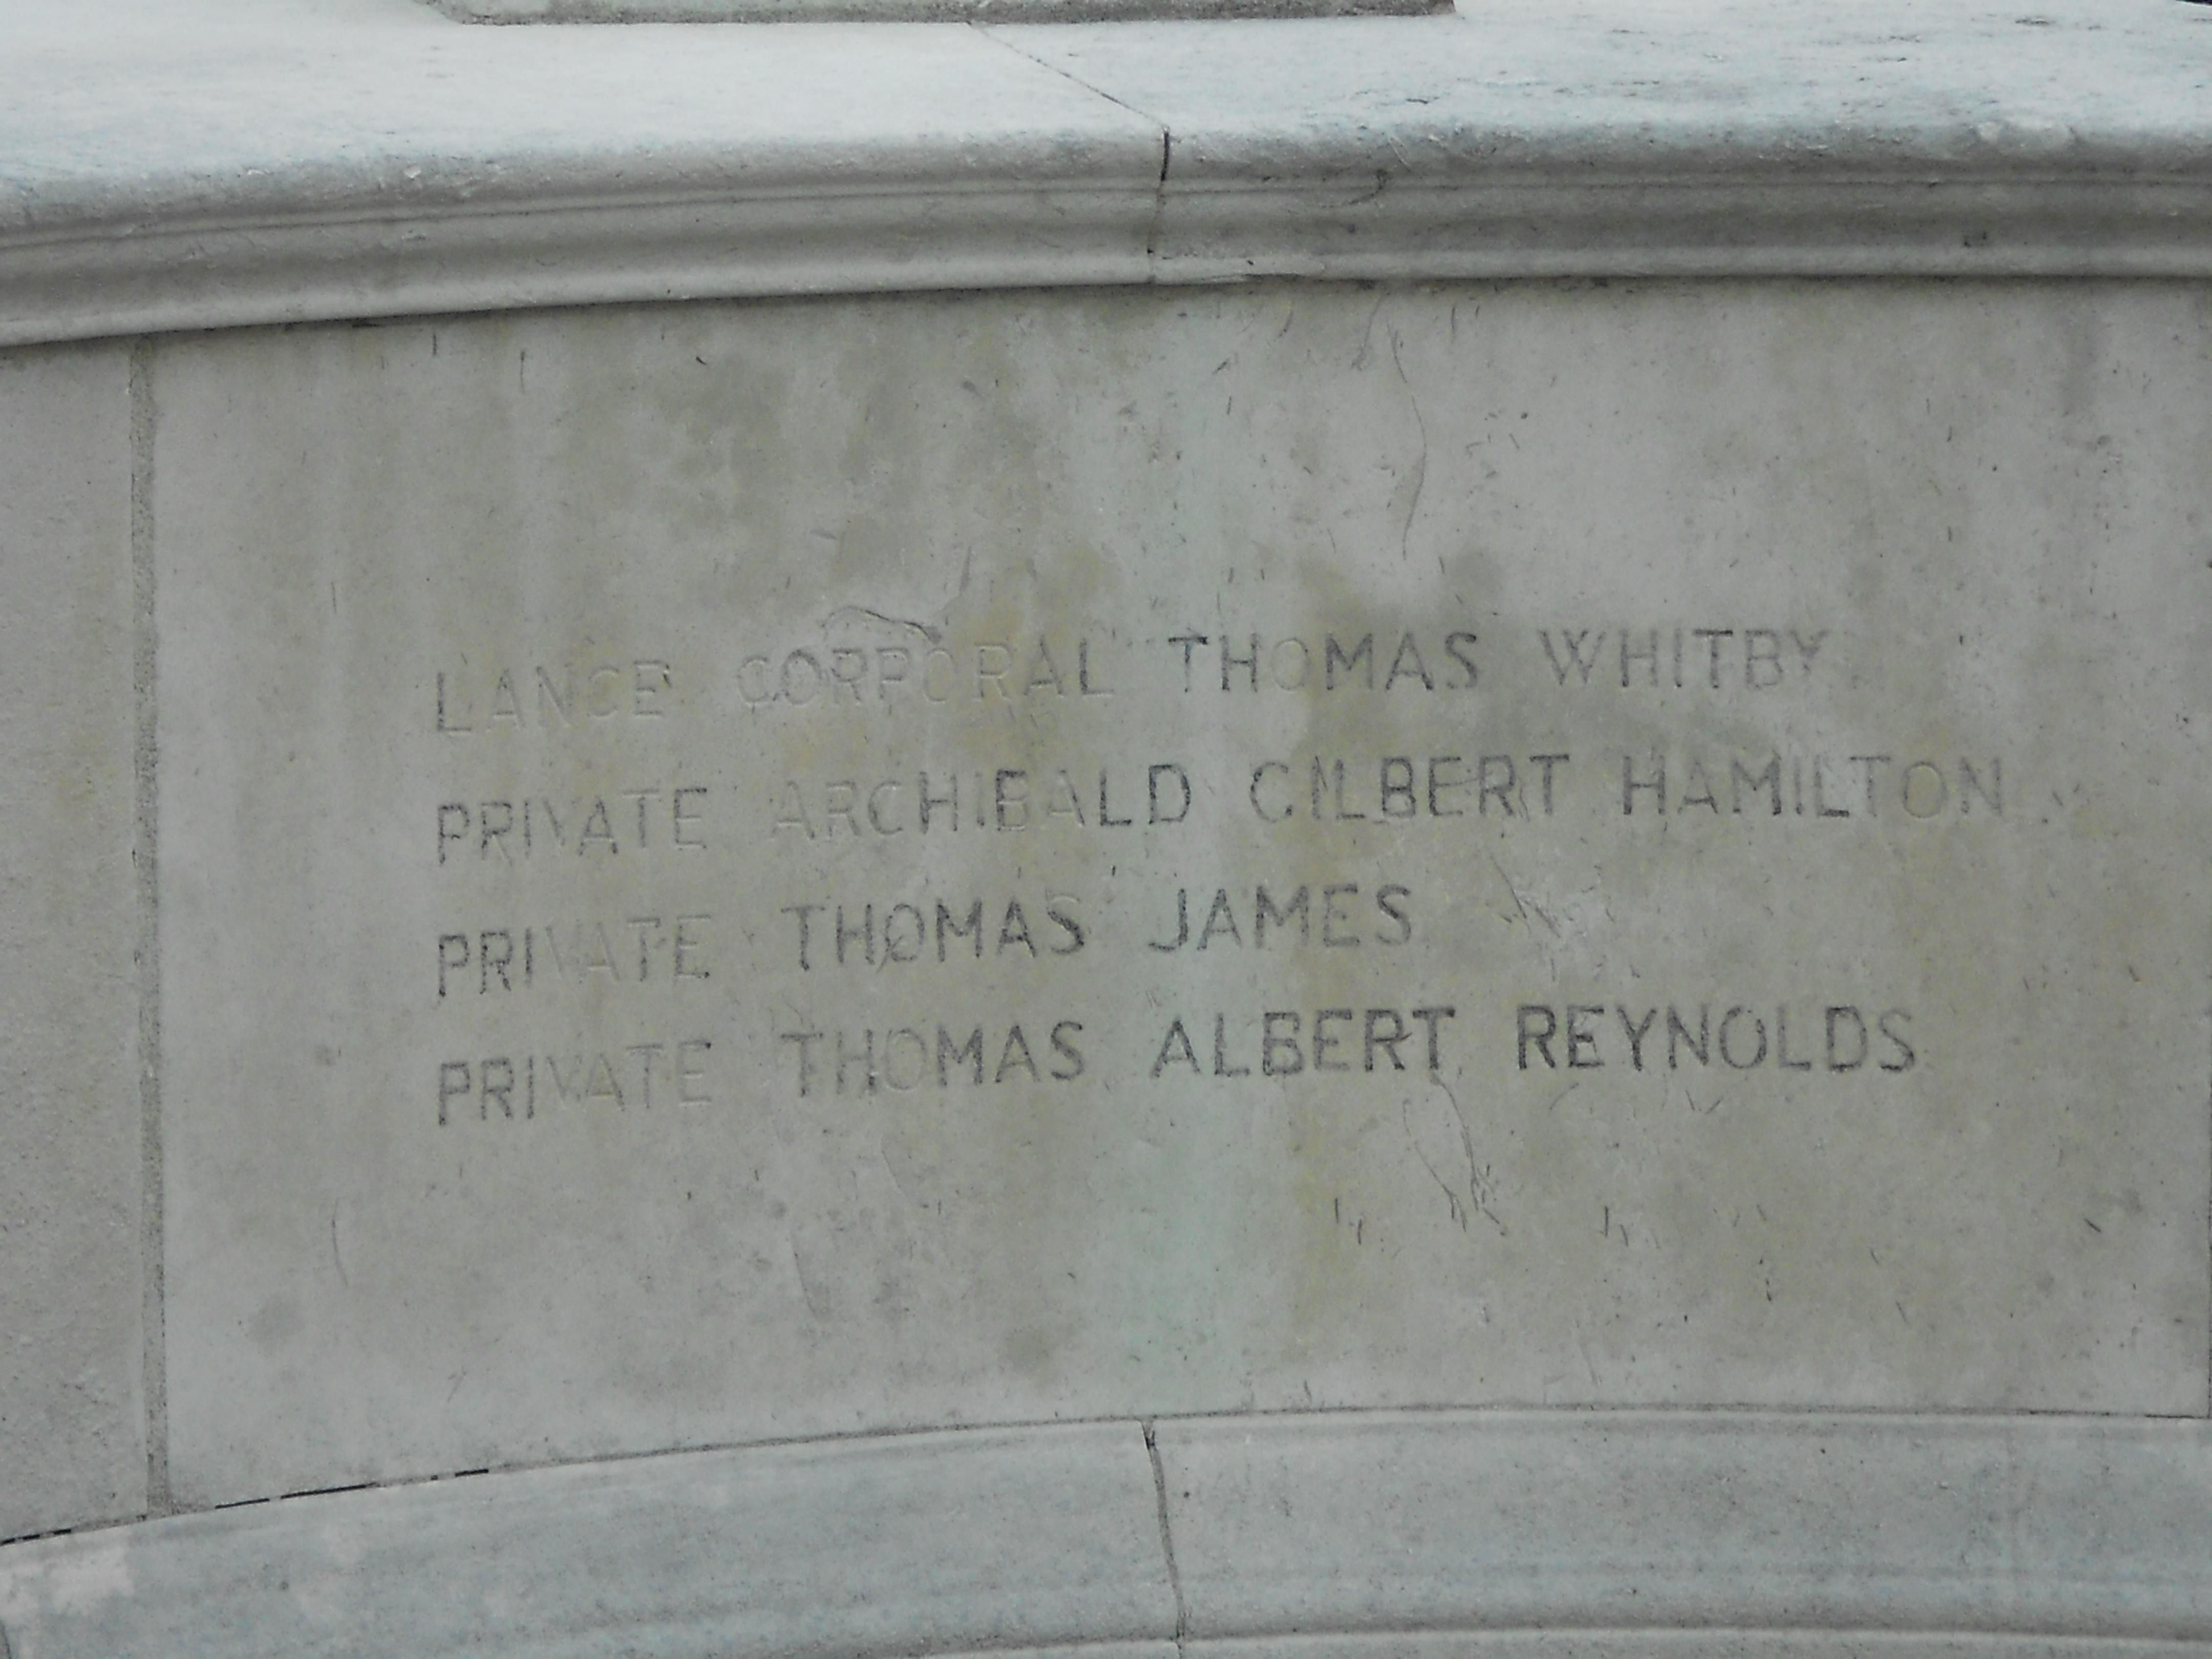 LANCE CORPORAL THOMAS WHITBY
PRIVATE ARCHIBALD GILBERT HAMILTON
PRIVATE THOMAS JAMES
PRIVATE THOMAS ALBERT REYNOLDS